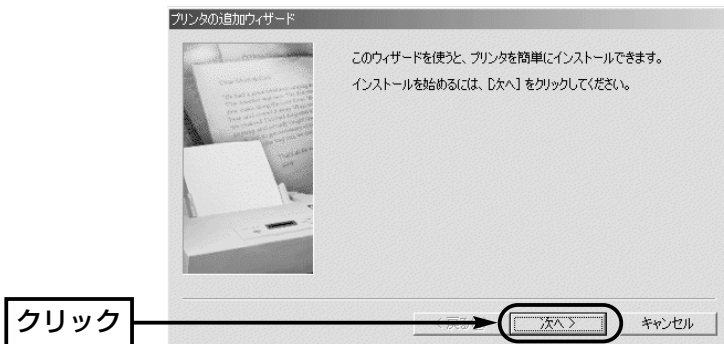 プリンタの追加ウィザード
このウィザードを使うと、プリンタを簡単にインストールできます。
インストールを始めるには、[次へ] をクリックしてください。
クリック
< 戻る
次へ >
キャンセル